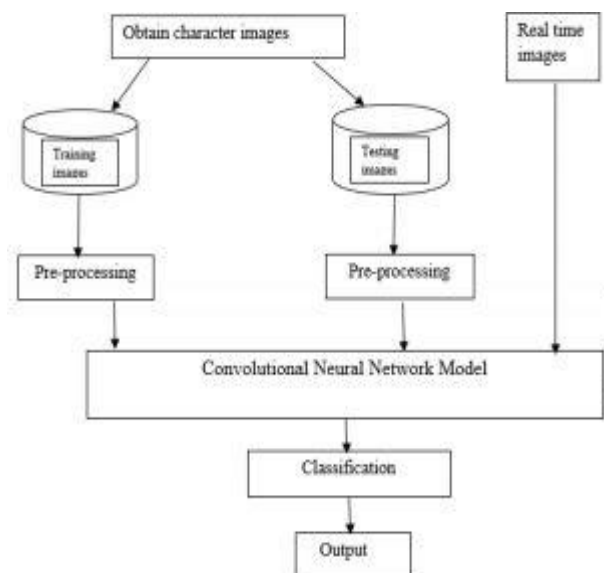 Obtain character images
Real time
images
Training
images
Testing
images
Pre-processing
Pre-processing
Convolutional Neural Network Model
Classification
Output